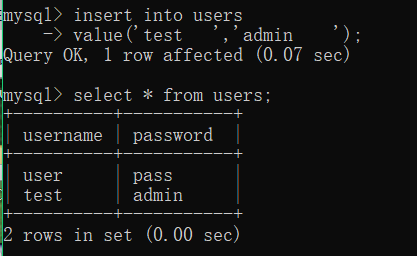 mysql> insert into users
    -> value('test   ','admin    ');
Query OK, 1 row affected (0.07 sec)
mysql> select * from users;
+----------+-----------+
| username | password  |
+----------+-----------+
| user     | pass      |
| test     | admin     |
+----------+-----------+
2 rows in set (0.00 sec)